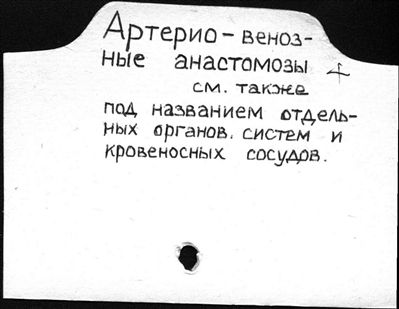 Артерио-веноз-
ные анастомозы +
см. также
под названием отдель-
ных органов. систем и
кровеносных сосудов.